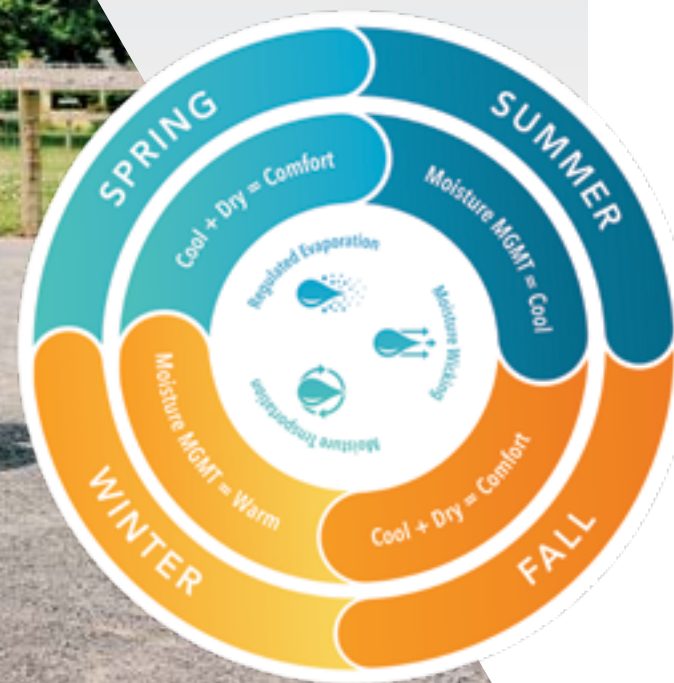 SPRING
SUMMER
FALL
WINTER
Cool + Dry = Comfort
Moisture MGMT = Cool
Cool + Dry = Comfort
Moisture MGMT = Warm
Regulated Evaporation
Moisture Wicking
Moisture Trnsportation